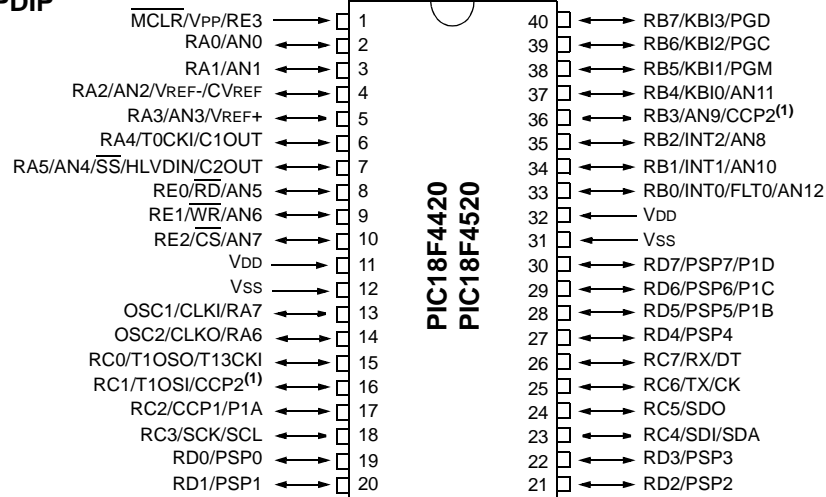 PDIP
MCLR/VPP/RE3 1 40 RB7/KBI3/PGD
RA0/AN0 2 39 RB6/KBI2/PGC
RA1/AN1 3 38 RB5/KBI1/PGM
RA2/AN2/VREF-/CVREF 4 37 RB4/KBI0/AN11
RA3/AN3/VREF+ 5 36 RB3/AN9/CCP2(1)
RA4/T0CKI/C1OUT 6 35 RB2/INT2/AN8
RA5/AN4/SS/HLVDIN/C2OUT 7 34 RB1/INT1/AN10
RE0/RD/AN5 8 33 RB0/INT0/FLT0/AN12
RE1/WR/AN6 9 32 VDD
RE2/CS/AN7 10 31 VSS
VDD 11 30 RD7/PSP7/P1D
VSS 12 29 RD6/PSP6/P1C
OSC1/CLKI/RA7 13 28 RD5/PSP5/P1B
OSC2/CLKO/RA6 14 27 RD4/PSP4
RC0/T1OSO/T13CKI 15 26 RC7/RX/DT
RC1/T1OSI/CCP2(1) 16 25 RC6/TX/CK
RC2/CCP1/P1A 17 24 RC5/SDO
RC3/SCK/SCL 18 23 RC4/SDI/SDA
RD0/PSP0 19 22 RD3/PSP3
RD1/PSP1 20 21 RD2/PSP2
PIC18F4420
PIC18F4520